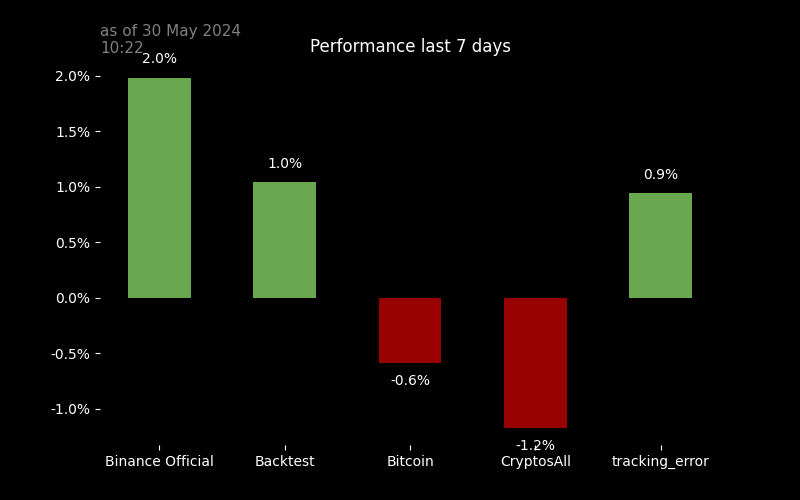 as of 30 May 2024
10:22
Performance last 7 days
2.0%
1.5%
1.0%
0.5%
0.0%
-0.5%
-1.0%
2.0%
1.0%
-0.6%
-1.2%
0.9%
Binance Official
Backtest
Bitcoin
CryptosAll
tracking_error